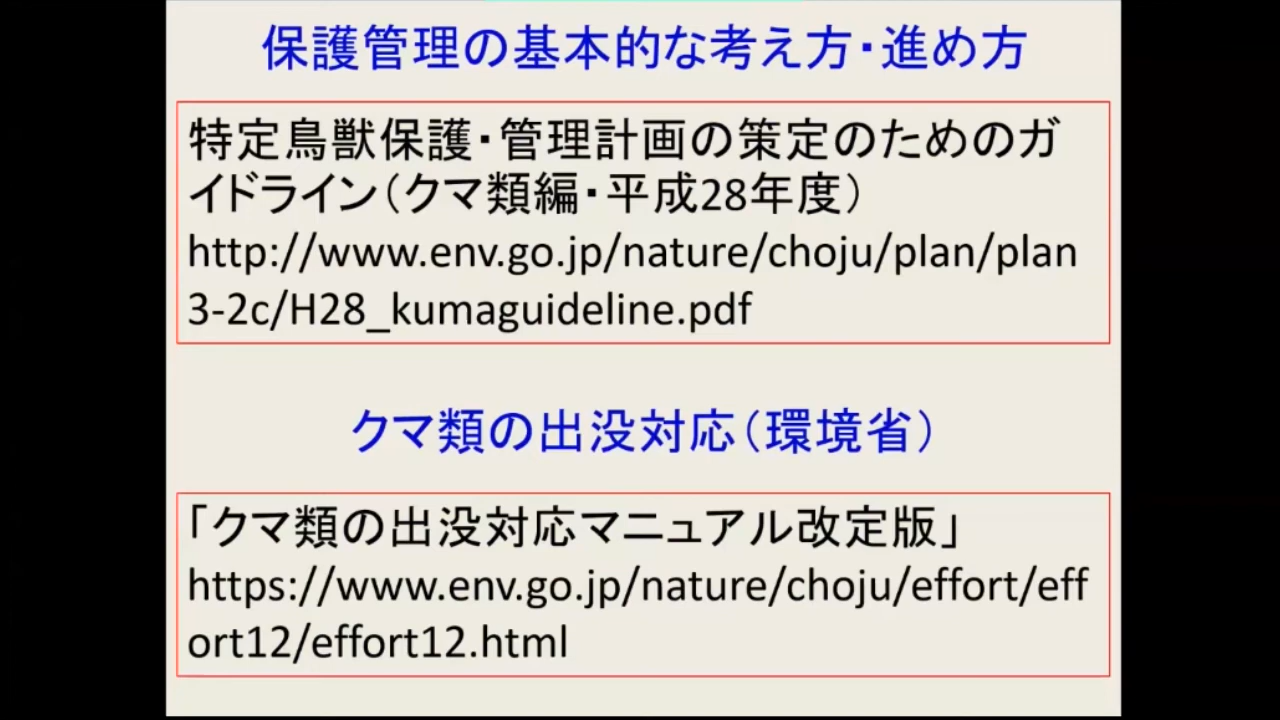 保護管理の基本的な考え方・進め方
特定鳥獣保護・管理計画の策定のためのガ
イドライン（クマ類編・平成28年度）
http://www.env.go.jp/nature/choju/plan/plan
3-2c/H28_kumaguideline.pdf
クマ類の出没対応（環境省）
「クマ類の出没対応マニュアル改定版」
https://www.env.go.jp/nature/choju/effort/eff
ort12/effort12.html